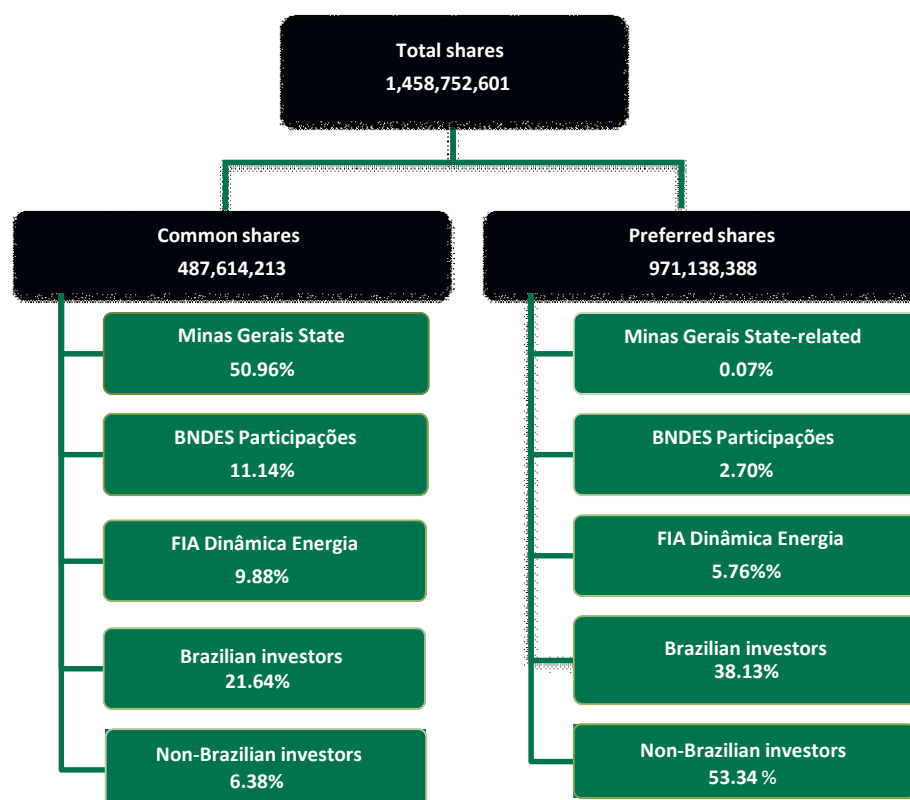 Total shares
1,458,752,601
Common shares
487,614,213
Minas Gerais State
50.96%
BNDES Participações
11.14%
FIA Dinâmica Energia
9.88%
Brazilian investors
21.64%
Non-Brazilian investors
6.38%
Preferred shares
971,138,388
Minas Gerais State-related
0.07%
BNDES Participações
2.70%
FIA Dinâmica Energia
5.76%%
Brazilian investors
38.13%
Non-Brazilian investors
53.34 %